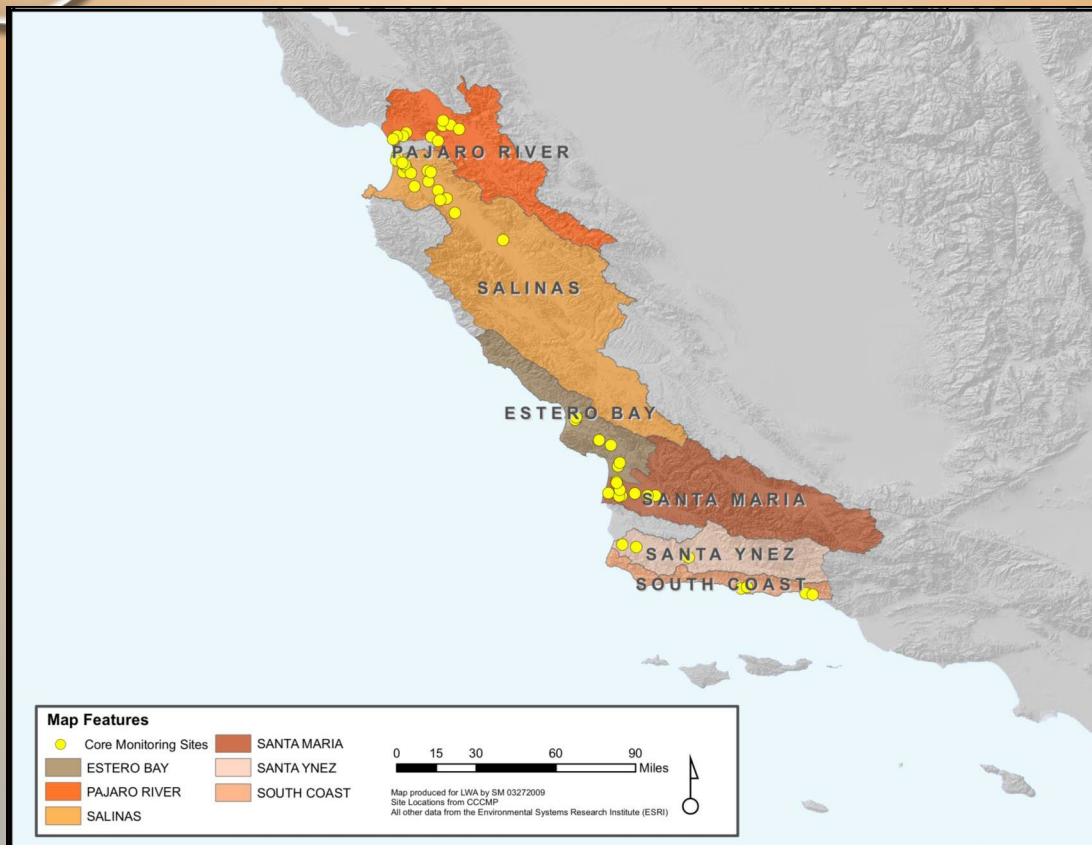 PAJARO RIVER
SALINAS
ESTERO BAY
SANTA MARIA
SANTA YNEZ
SOUTH COAST
Map Features
Core Monitoring Sites
ESTERO BAY
PAJARO RIVER
SALINAS
SANTA MARIA
SANTA YNEZ
SOUTH COAST
0 15 30 60 90
Miles
Map produced for LWA by SM 03272009
Site Locations from CCCMP
All other data from the Environmental Systems Research Institute (ESRI)